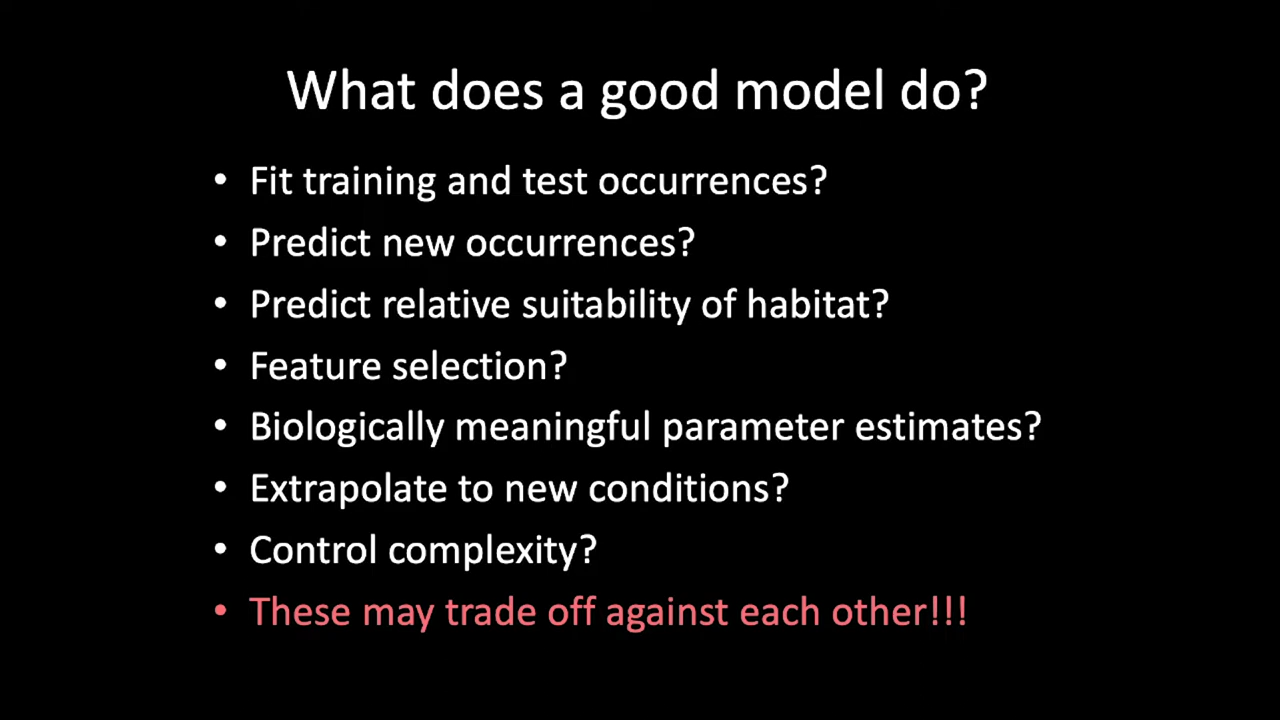 What does a good model do?
• Fit training and test occurrences?
• Predict new occurrences?
• Predict relative suitability of habitat?
• Feature selection?
• Biologically meaningful parameter estimates?
• Extrapolate to new conditions?
• Control complexity?
• These may trade off against each other!!!